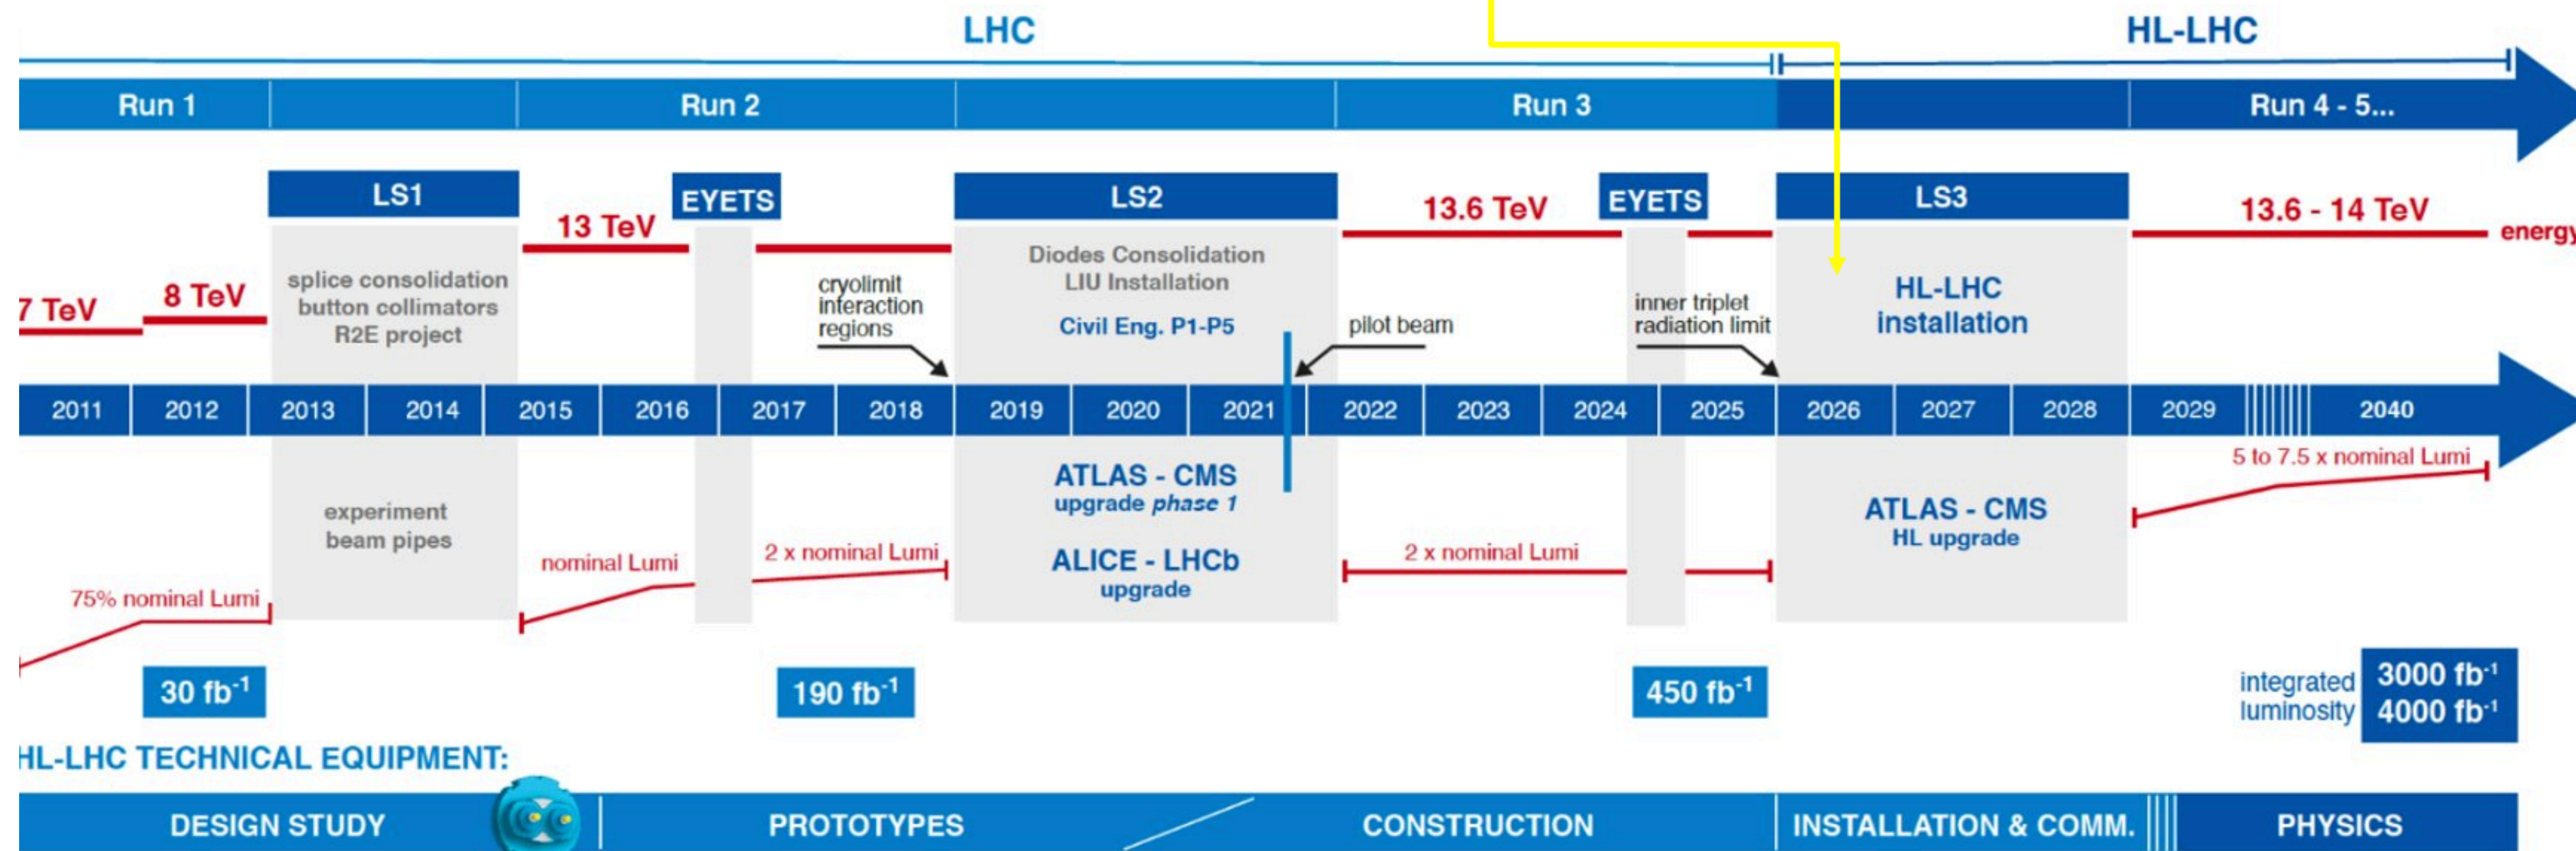 LHC
HL-LHC
Run 1
Run 2
Run 3
Run 4 - 5...
LS1
EYETS
LS2
EYETS
LS3
13 TeV
13.6 TeV
13.6 - 14 TeV
energy
7 TeV
8 TeV
splice consolidation
button collimators
R2E project
cryolimit
interaction
regions
Diodes Consolidation
LIU Installation
Civil Eng. P1-P5
pilot beam
inner triplet
radiation limit
HL-LHC
installation
2011
2012
2013
2014
2015
2016
2017
2018
2019
2020
2021
2022
2023
2024
2025
2026
2027
2028
2029
2040
5 to 7.5 x nominal Lumi
experiment
beam pipes
ATLAS - CMS
upgrade phase 1
ALICE - LHCb
upgrade
ATLAS - CMS
HL upgrade
75% nominal Lumi
nominal Lumi
2 x nominal Lumi
2 x nominal Lumi
30 fb⁻¹
190 fb⁻¹
450 fb⁻¹
integrated
luminosity
3000 fb⁻¹
4000 fb⁻¹
HL-LHC TECHNICAL EQUIPMENT:
DESIGN STUDY
PROTOTYPES
CONSTRUCTION
INSTALLATION & COMM.
PHYSICS